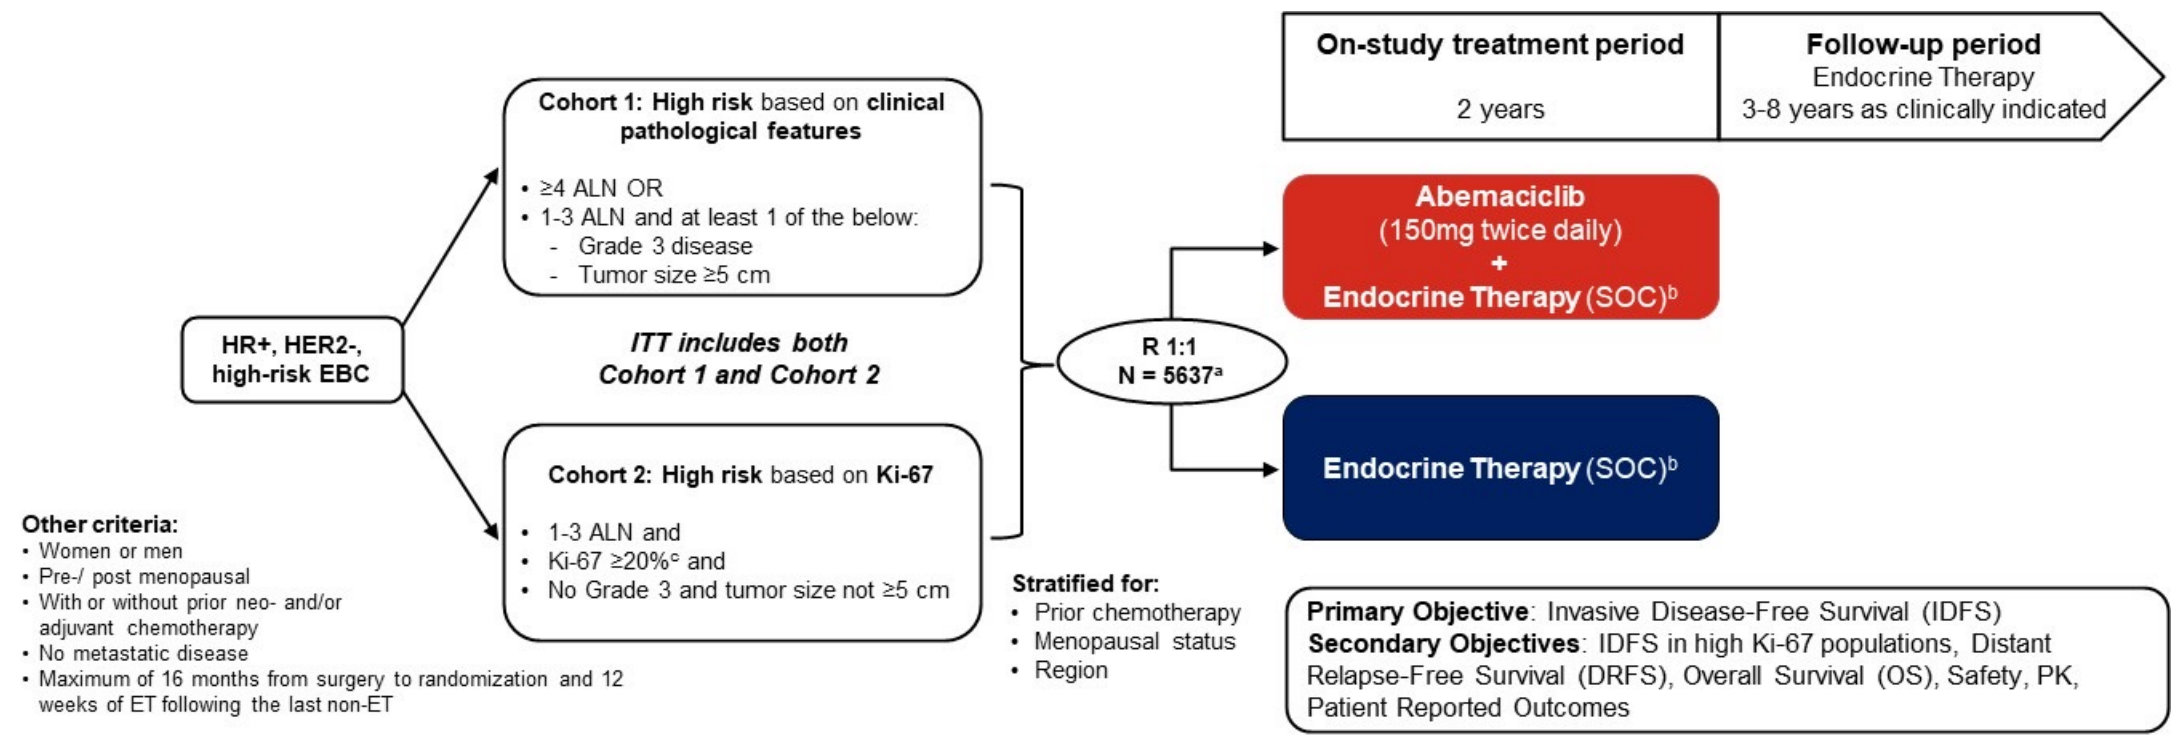 On-study treatment period
2 years
Follow-up period
Endocrine Therapy
3-8 years as clinically indicated
Cohort 1: High risk based on clinical
pathological features
• ≥4 ALN OR
• 1-3 ALN and at least 1 of the below:
- Grade 3 disease
- Tumor size ≥5 cm
HR+, HER2-,
high-risk EBC
ITT includes both
Cohort 1 and Cohort 2
Cohort 2: High risk based on Ki-67
• 1-3 ALN and
• Ki-67 ≥20%ᶜ and
• No Grade 3 and tumor size not ≥5 cm
Other criteria:
• Women or men
• Pre-/ post menopausal
• With or without prior neo- and/or
adjuvant chemotherapy
• No metastatic disease
• Maximum of 16 months from surgery to randomization and 12
weeks of ET following the last non-ET
R 1:1
N = 5637ᵃ
Stratified for:
• Prior chemotherapy
• Menopausal status
• Region
Abemaciclib
(150mg twice daily)
+
Endocrine Therapy (SOC)ᵇ
Endocrine Therapy (SOC)ᵇ
Primary Objective: Invasive Disease-Free Survival (IDFS)
Secondary Objectives: IDFS in high Ki-67 populations, Distant
Relapse-Free Survival (DRFS), Overall Survival (OS), Safety, PK,
Patient Reported Outcomes